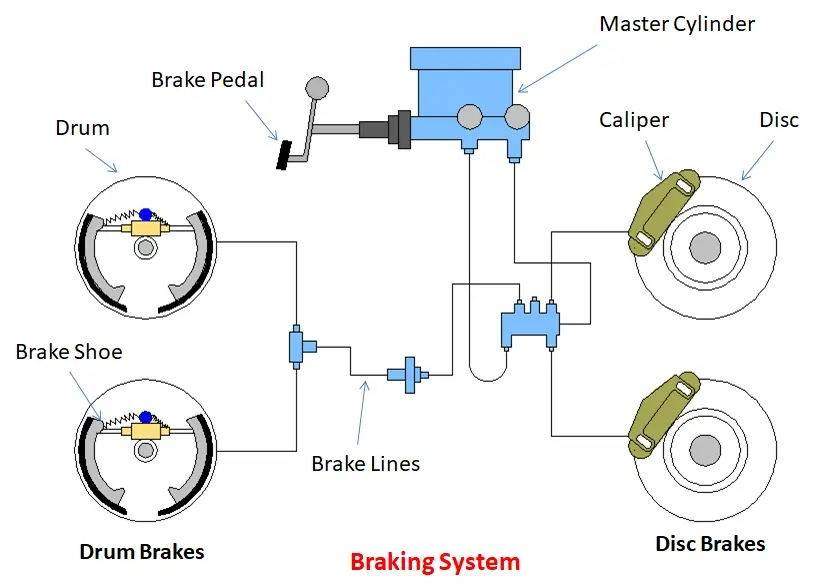 Master Cylinder
Brake Pedal
Drum
Caliper
Disc
Brake Shoe
Brake Lines
Drum Brakes
Braking System
Disc Brakes